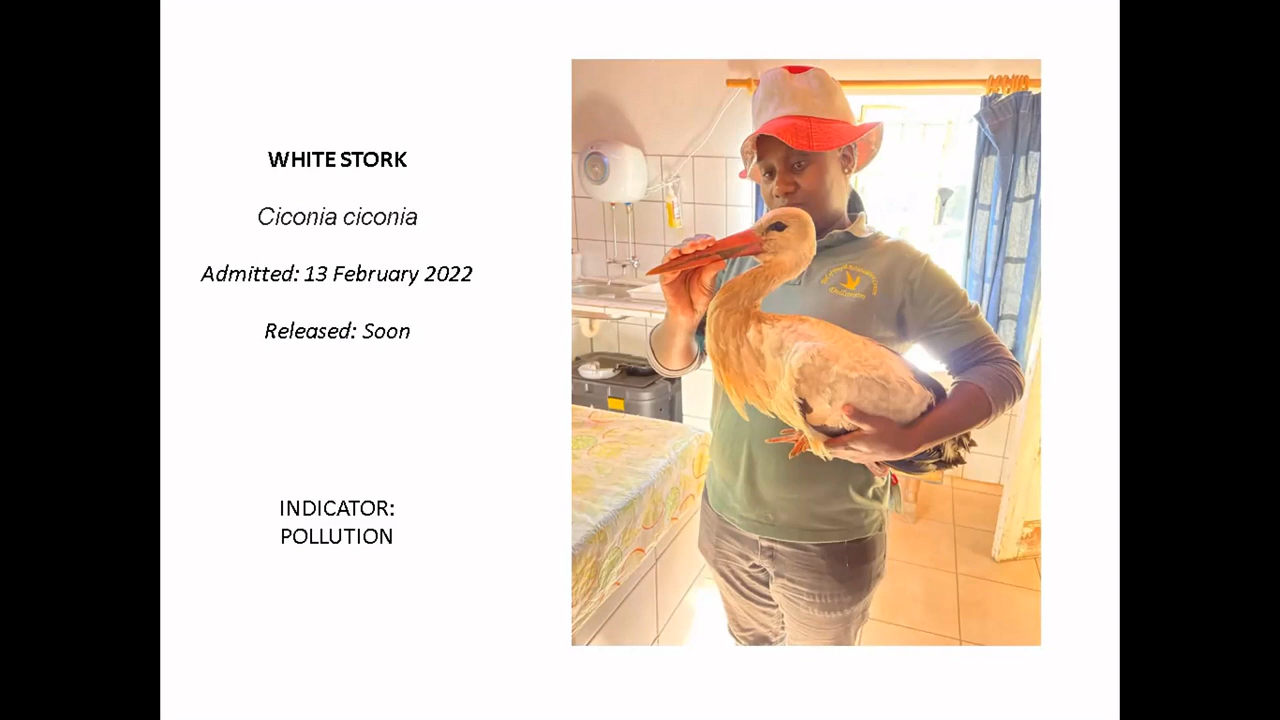 WHITE STORK
Ciconia ciconia
Admitted: 13 February 2022
Released: Soon
INDICATOR:
POLLUTION